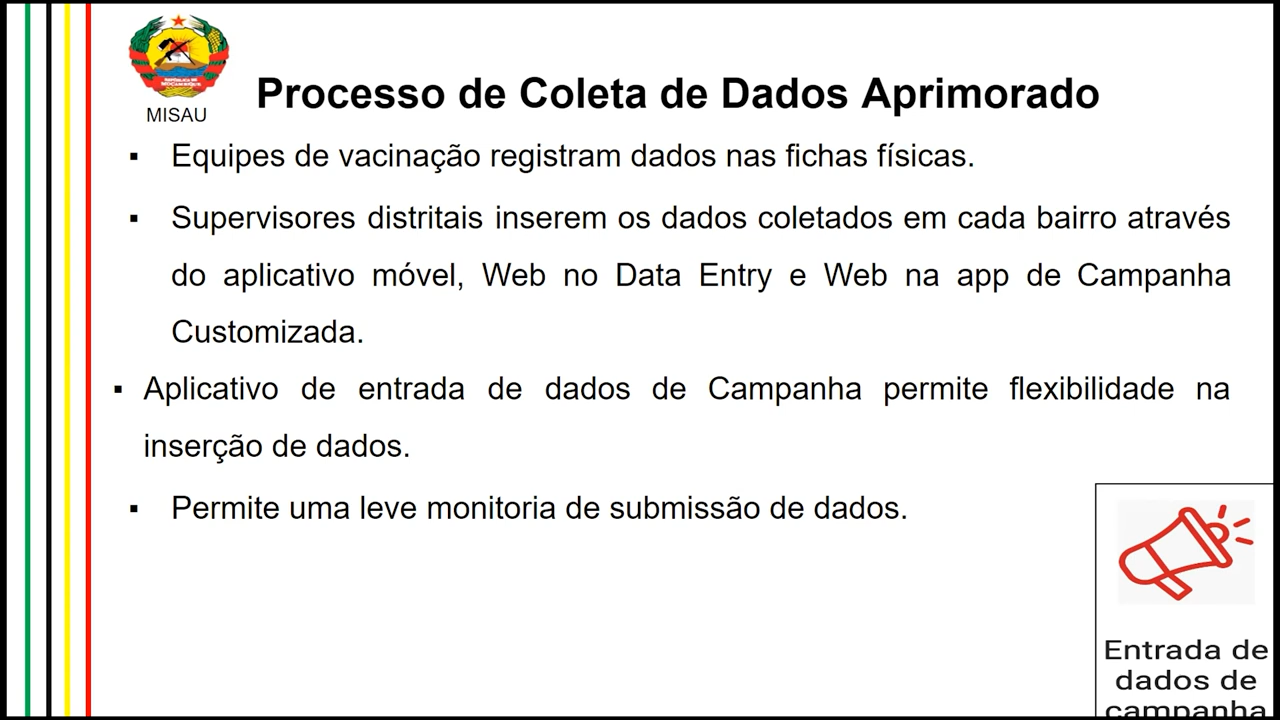 MISAU
Processo de Coleta de Dados Aprimorado
▪ Equipes de vacinação registram dados nas fichas físicas.
▪ Supervisores distritais inserem os dados coletados em cada bairro através
do aplicativo móvel, Web no Data Entry e Web na app de Campanha
Customizada.
▪ Aplicativo de entrada de dados de Campanha permite flexibilidade na
inserção de dados.
▪ Permite uma leve monitoria de submissão de dados.
Entrada de
dados de
campanha